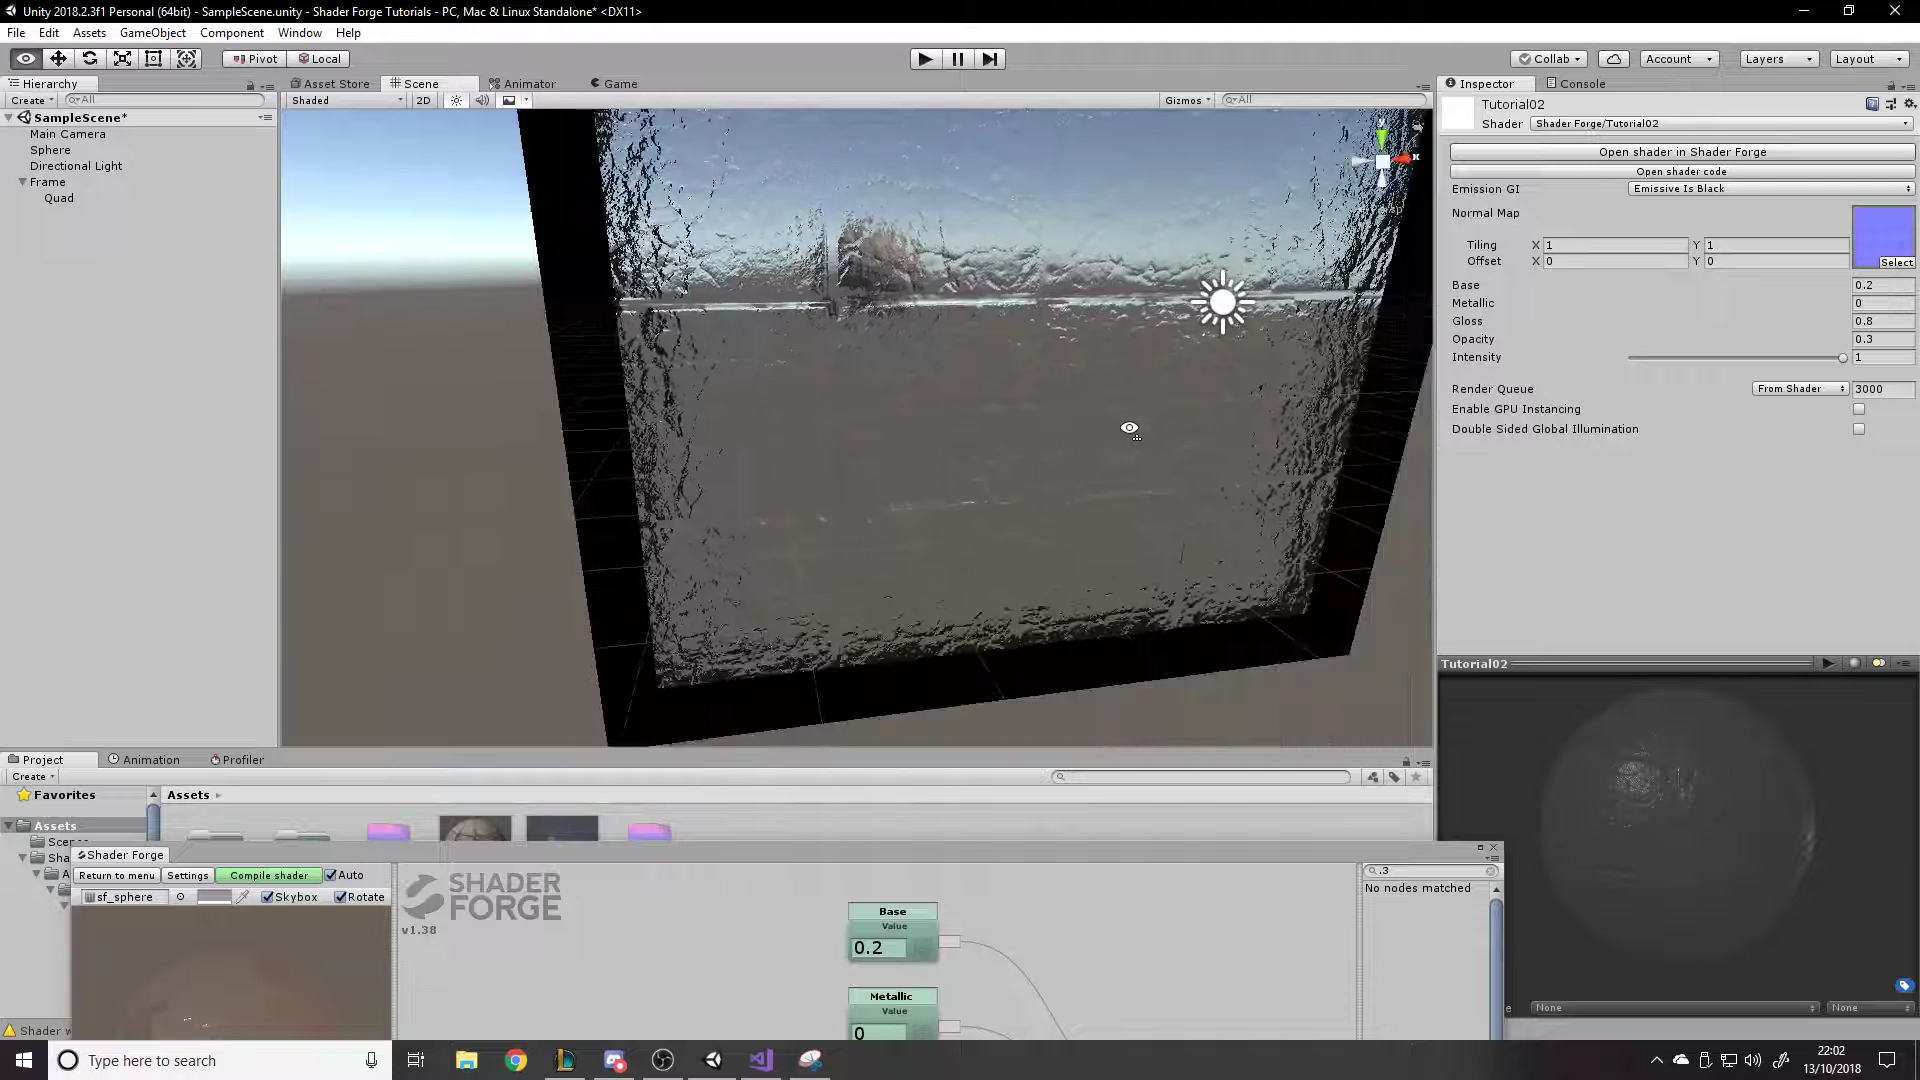 Unity 2018.2.3f1 Personal (64bit) - SampleScene.unity - Shader Forge Tutorials - PC, Mac & Linux Standalone* <DX11>
File Edit Assets GameObject Component Window Help
Pivot Local Collab Account Layers Layout
Hierarchy Asset Store Scene Animator Game Inspector Console
Create All Shaded 2D Gizmos All
SampleScene*
Main Camera
Sphere
Directional Light
Frame
Quad
Tutorial02
Shader Shader Forge/Tutorial02
Open shader in Shader Forge
Open shader code
Emission GI Emissive Is Black
Normal Map
Tiling X 1 Y 1
Offset X 0 Y 0
Select
Base 0.2
Metallic 0
Gloss 0.8
Opacity 0.3
Intensity 1
Render Queue From Shader 3000
Enable GPU Instancing
Double Sided Global Illumination
Tutorial02
Project Animation Profiler
Create
Favorites Assets
Assets
Shader Forge
Return to menu Settings Compile shader Auto
sf_sphere Skybox Rotate
SHADER
FORGE
v1.38
Base
Value
0.2
Metallic
Value
0
.3
No nodes matched
None None
Type here to search
22:02
13/10/2018